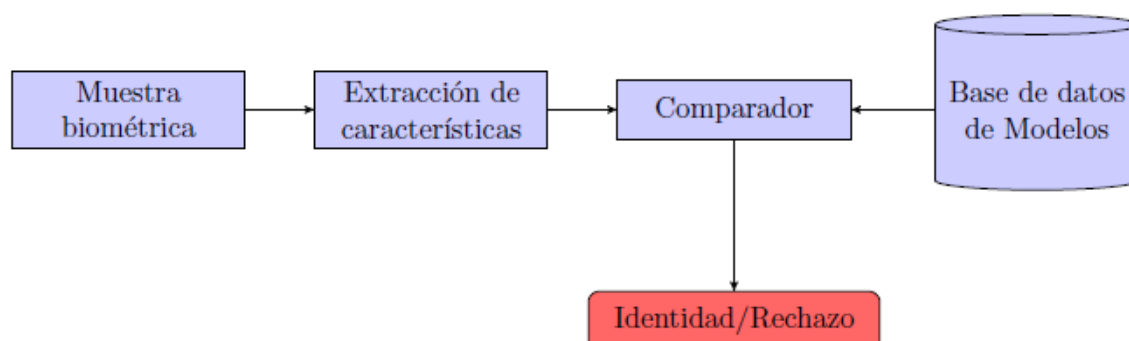 Muestra
biométrica
Extracción de
características
Comparador
Base de datos
de Modelos
Identidad/Rechazo